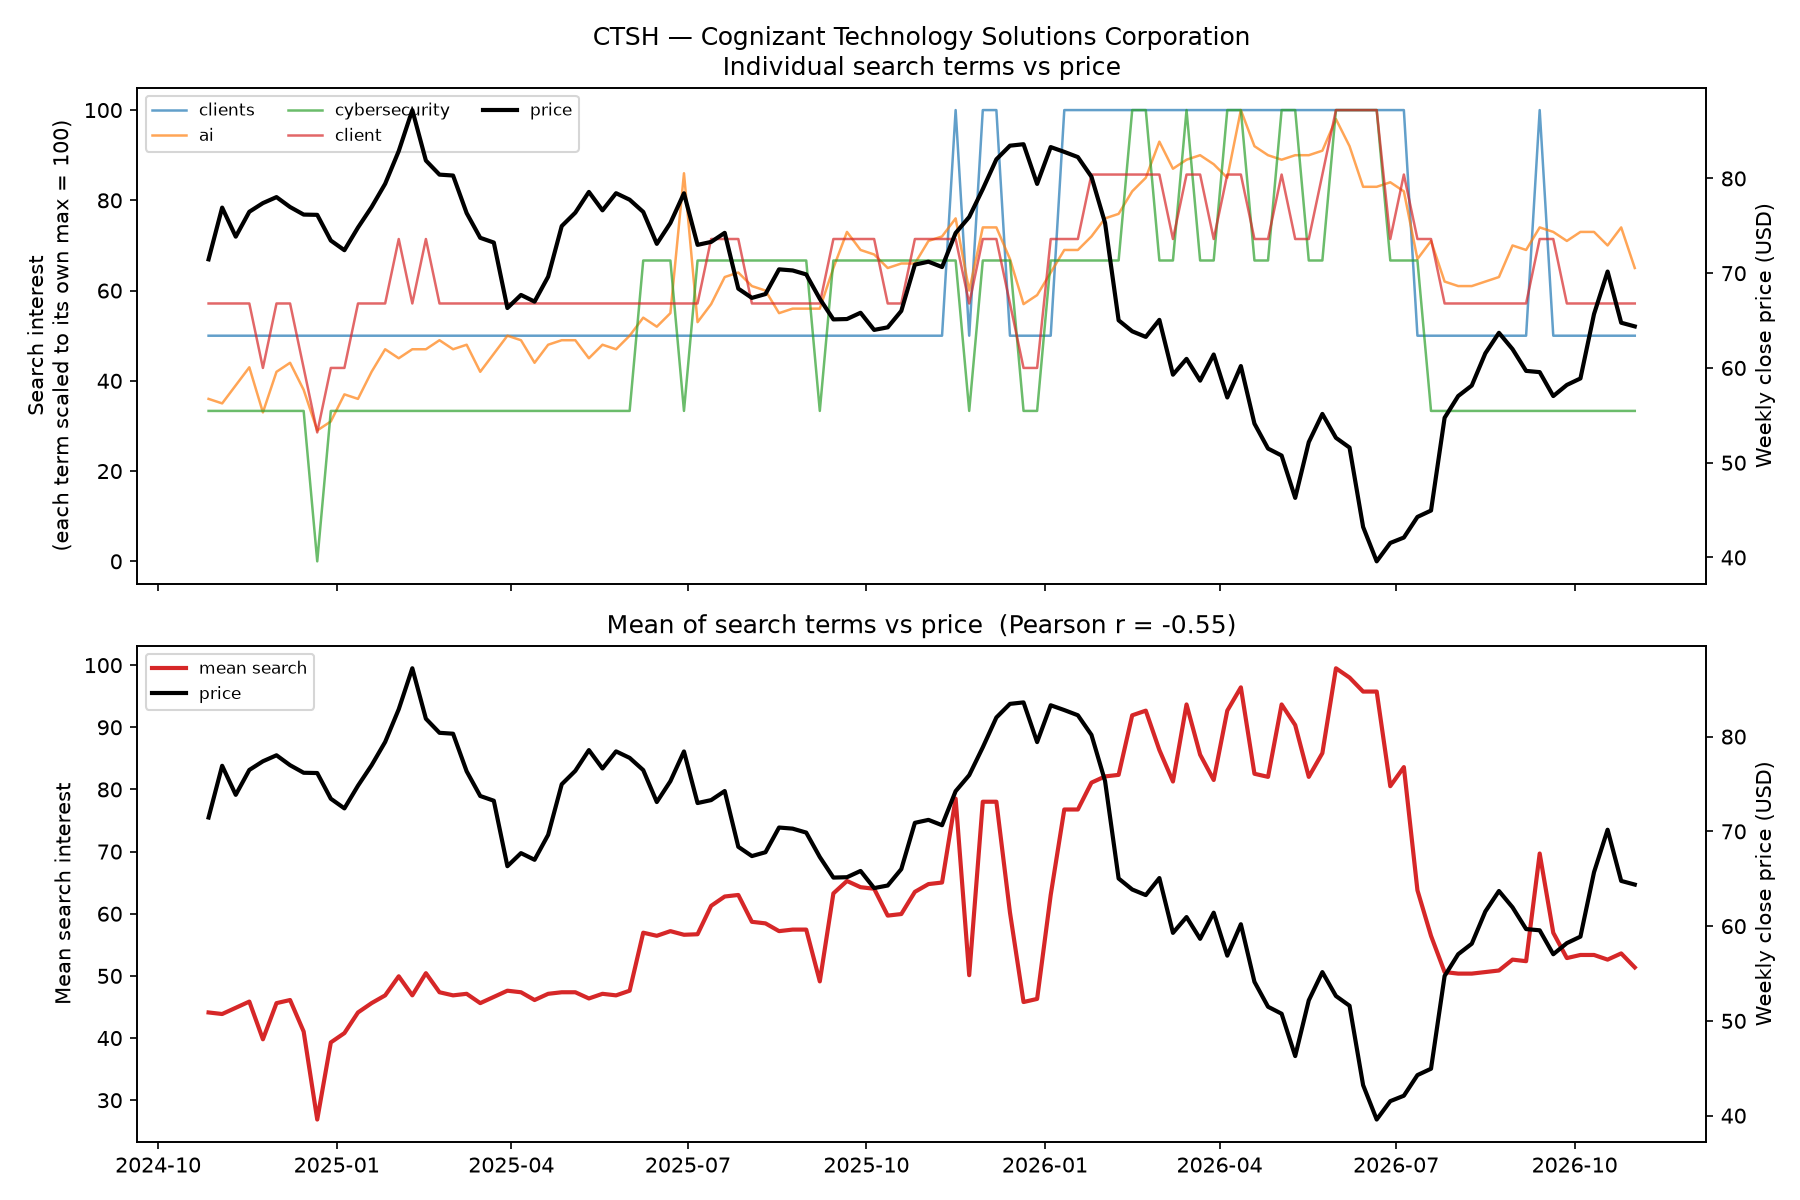 CTSH — Cognizant Technology Solutions Corporation
Individual search terms vs price
clients
ai
cybersecurity
client
price
Search interest
(each term scaled to its own max = 100)
100
80
60
40
20
0
80
70
60
50
40
Weekly close price (USD)
Mean of search terms vs price (Pearson r = -0.55)
mean search
price
Mean search interest
100
90
80
70
60
50
40
30
80
70
60
50
40
Weekly close price (USD)
2024-10
2025-01
2025-04
2025-07
2025-10
2026-01
2026-04
2026-07
2026-10